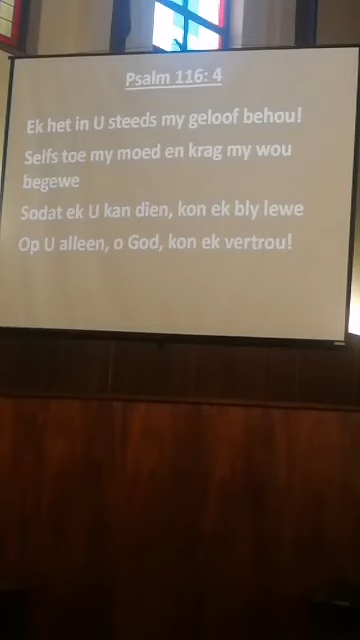 Psalm 116: 4
Ek het in U steeds my geloof behou!
Selfs toe my moed en krag my wou
begewe
Sodat ek U kan dien, kon ek bly lewe
Op U alleen, o God, kon ek vertrou!